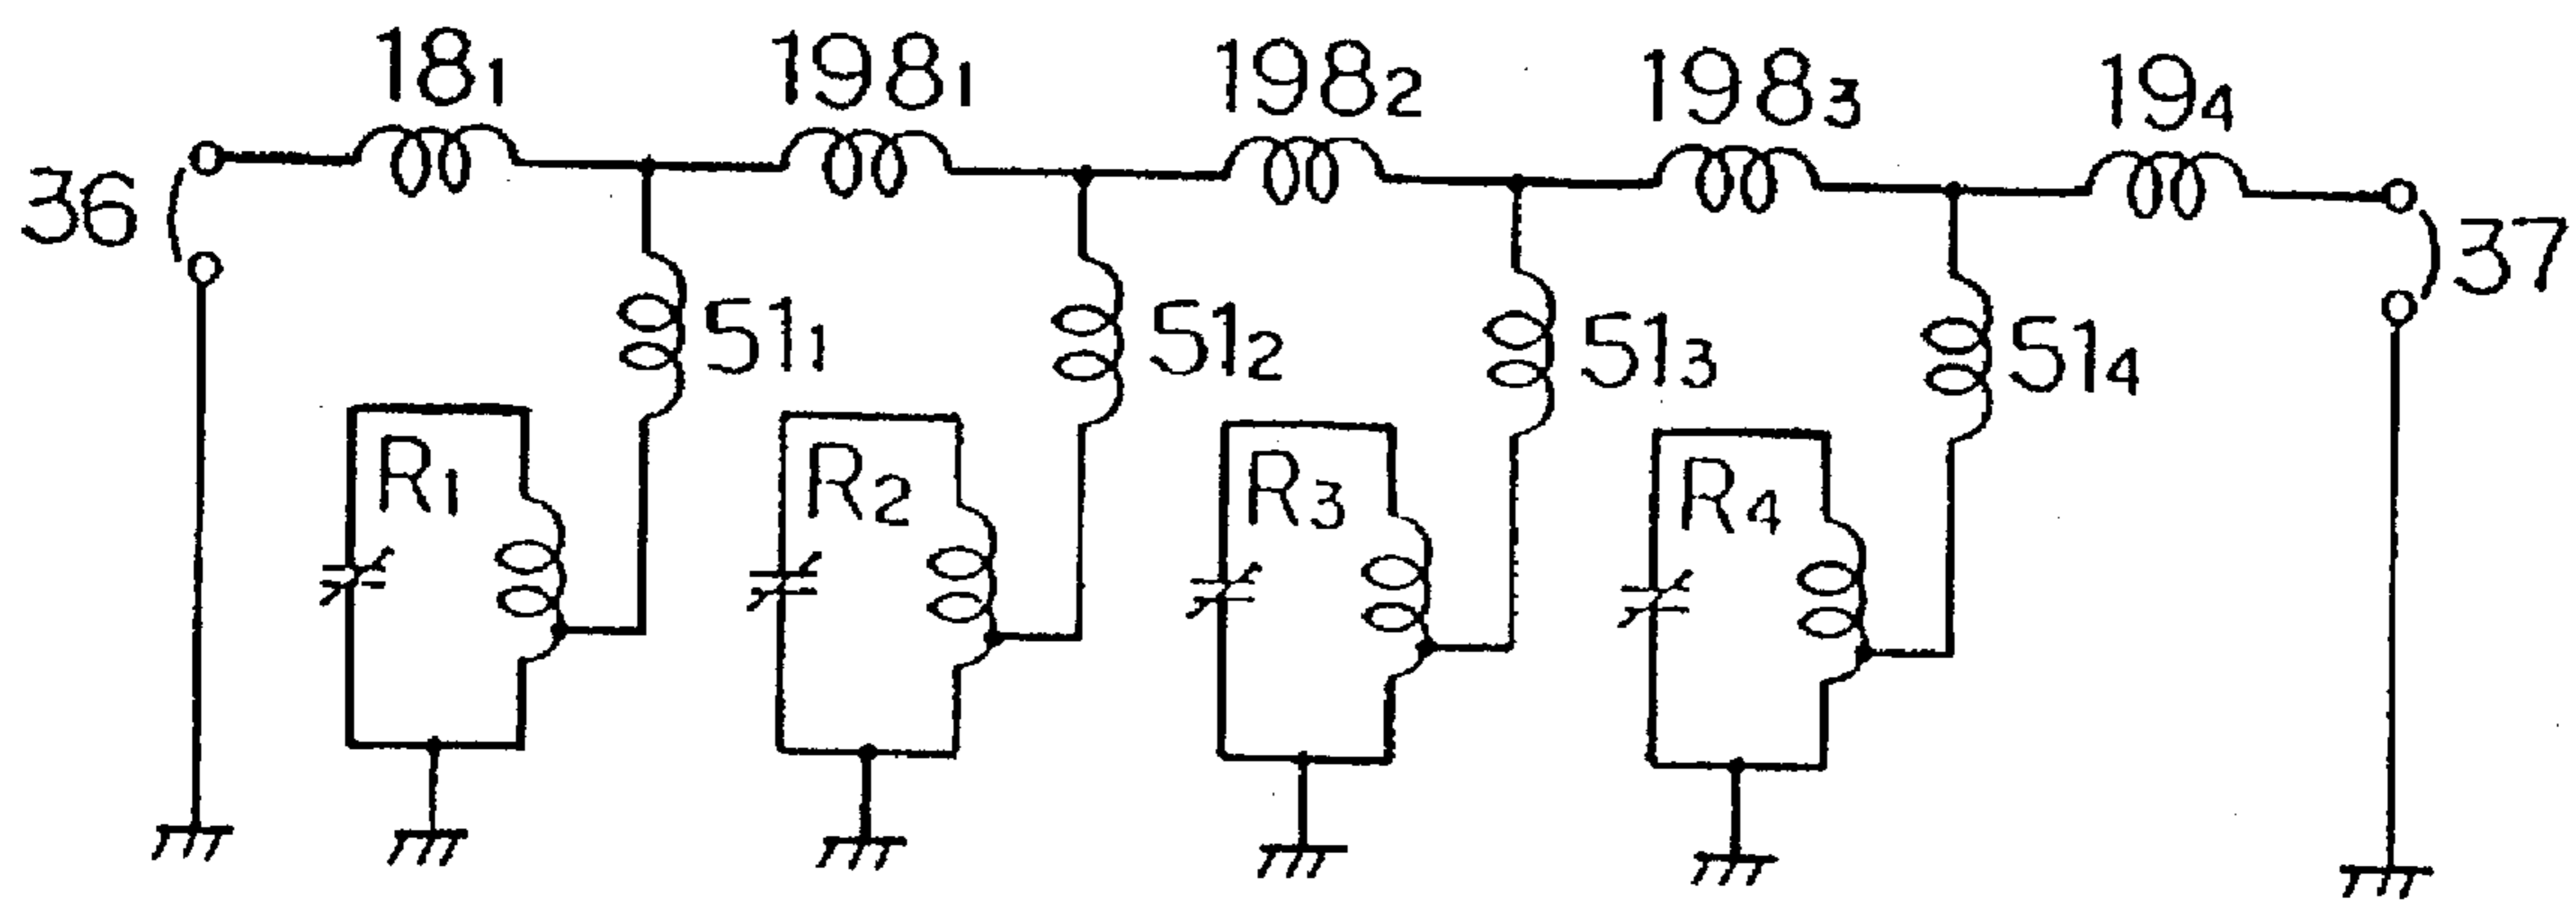 18₁ 198₁ 198₂ 198₃ 19₄
36 37
51₁ 51₂ 51₃ 51₄
R₁ R₂ R₃ R₄